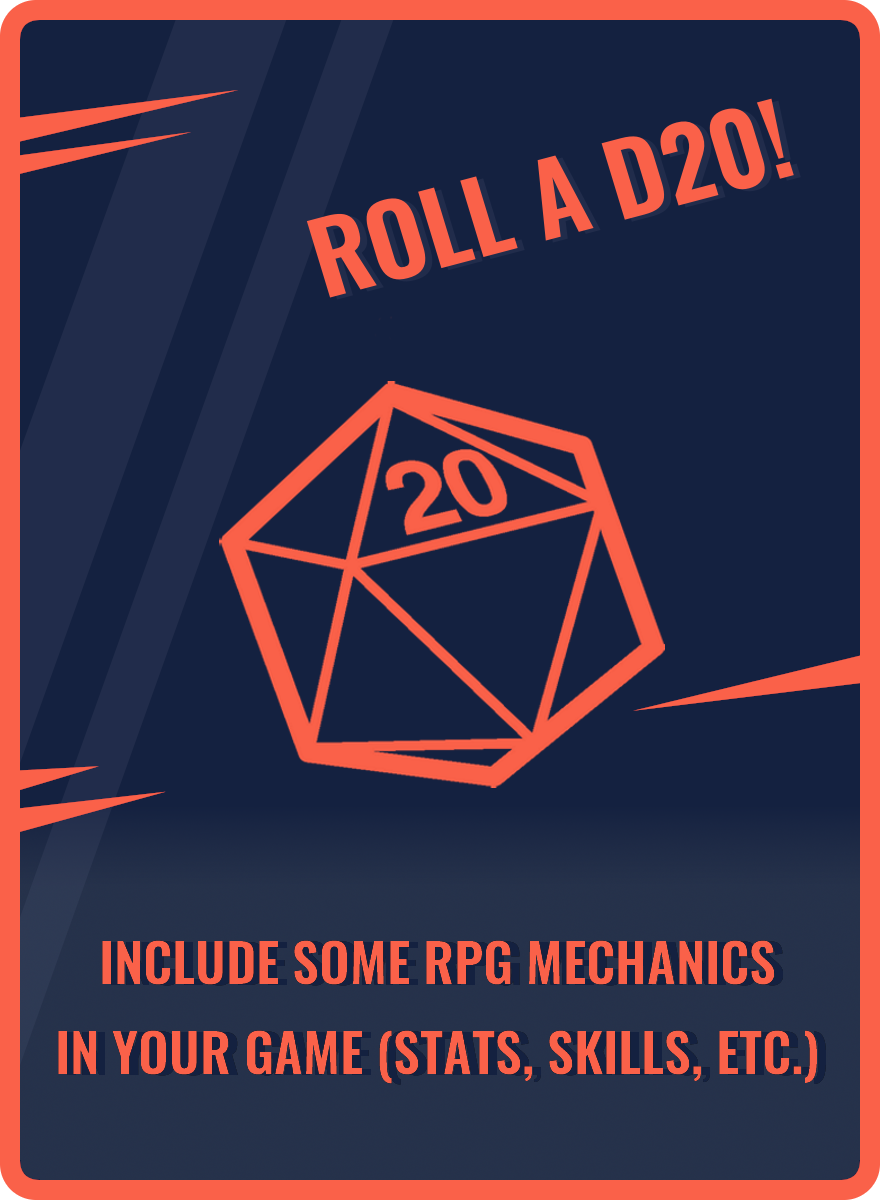 ROLL A D20!
20
INCLUDE SOME RPG MECHANICS
IN YOUR GAME (STATS, SKILLS, ETC.)